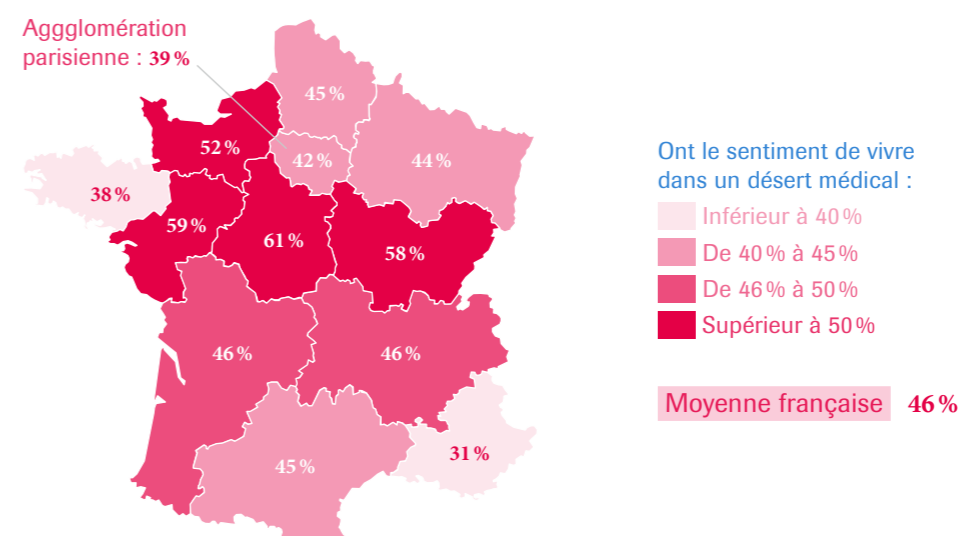 Aggglomération
parisienne : 39 %
45 %
52 %
42 %
44 %
38 %
59 %
61 %
58 %
46 %
46 %
45 %
31 %
Ont le sentiment de vivre
dans un désert médical :
Inférieur à 40 %
De 40 % à 45 %
De 46 % à 50 %
Supérieur à 50 %
Moyenne française 46 %